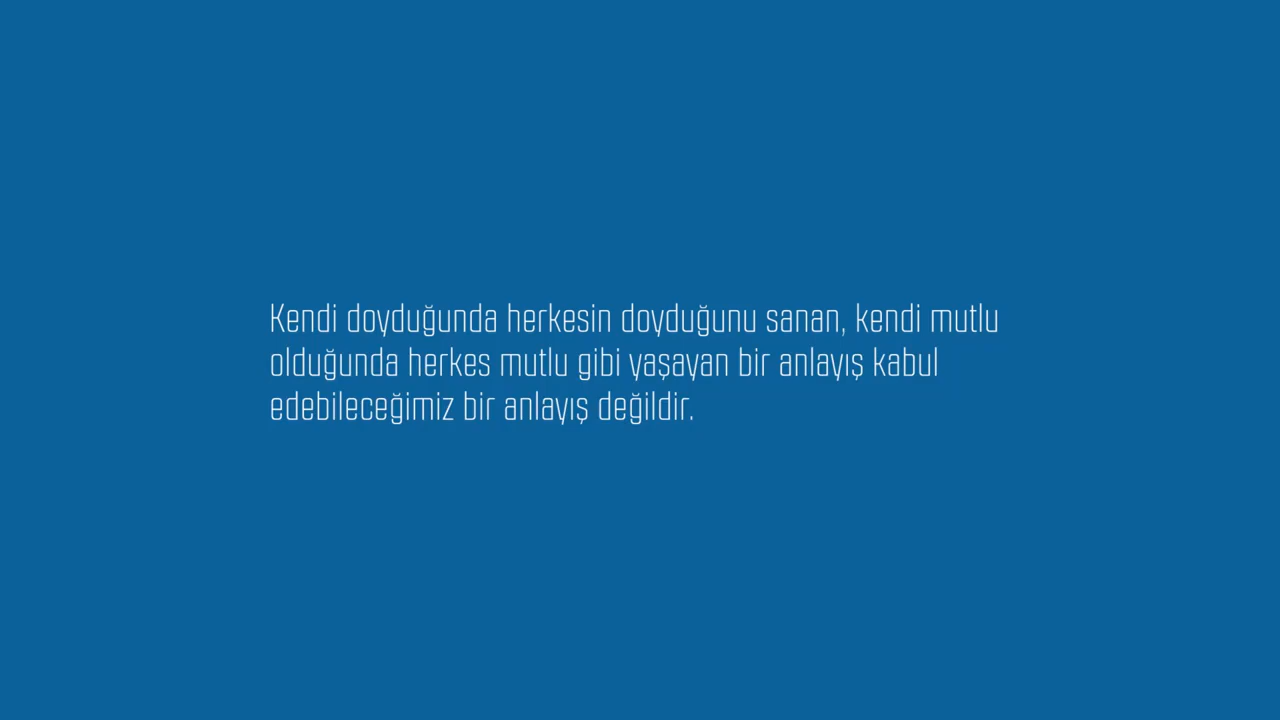 Kendi doyduğunda herkesin doyduğunu sanan, kendi mutlu
olduğunda herkes mutlu gibi yaşayan bir anlayış kabul
edebileceğimiz bir anlayış değildir.